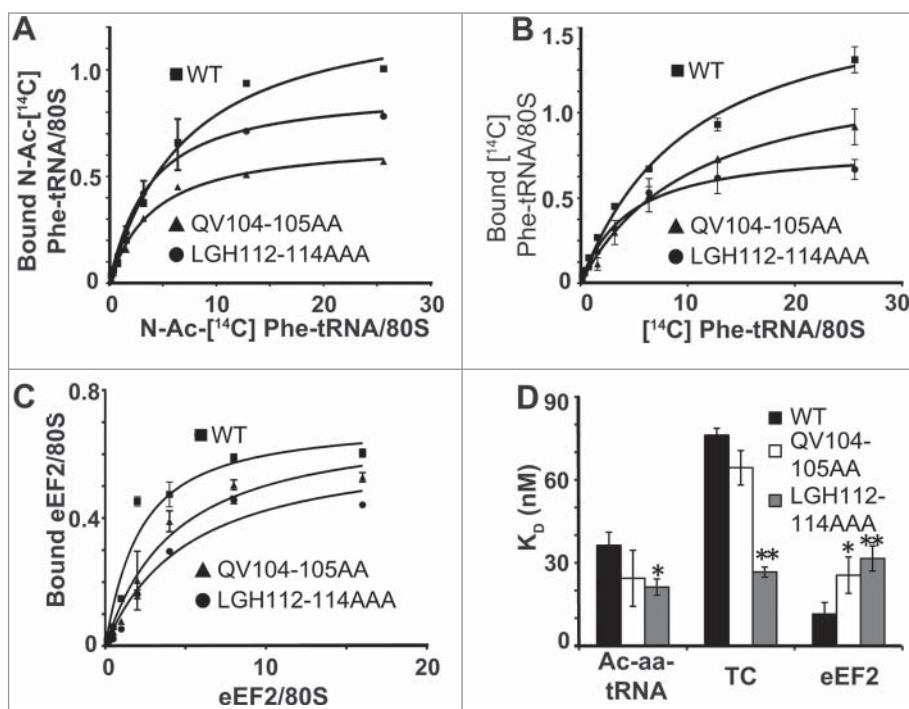 A
Bound N-Ac-[¹⁴C]
Phe-tRNA/80S
1.0
0.5
0
0
10
20
30
WT
QV104-105AA
LGH112-114AAA
N-Ac-[¹⁴C] Phe-tRNA/80S
B
Bound [¹⁴C]
Phe-tRNA/80S
1.5
1.0
0.5
0
0
10
20
30
WT
QV104-105AA
LGH112-114AAA
[¹⁴C] Phe-tRNA/80S
C
Bound eEF2/80S
0.8
0.4
0
0
10
20
WT
QV104-105AA
LGH112-114AAA
eEF2/80S
D
K_D (nM)
90
60
30
0
WT
QV104-
105AA
LGH112-
114AAA
*
**
*
**
Ac-aa-
tRNA
TC
eEF2